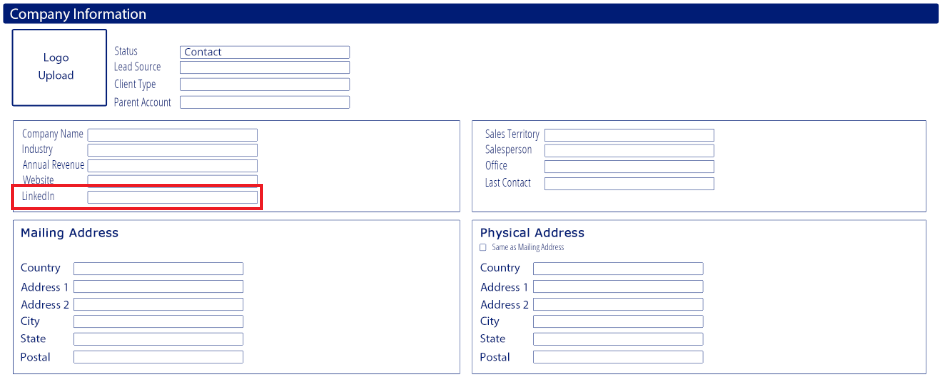 Company Information
Logo
Upload
Status Contact
Lead Source
Client Type
Parent Account
Company Name
Industry
Annual Revenue
Website
LinkedIn
Sales Territory
Salesperson
Office
Last Contact
Mailing Address
Country
Address 1
Address 2
City
State
Postal
Physical Address
Same as Mailing Address
Country
Address 1
Address 2
City
State
Postal